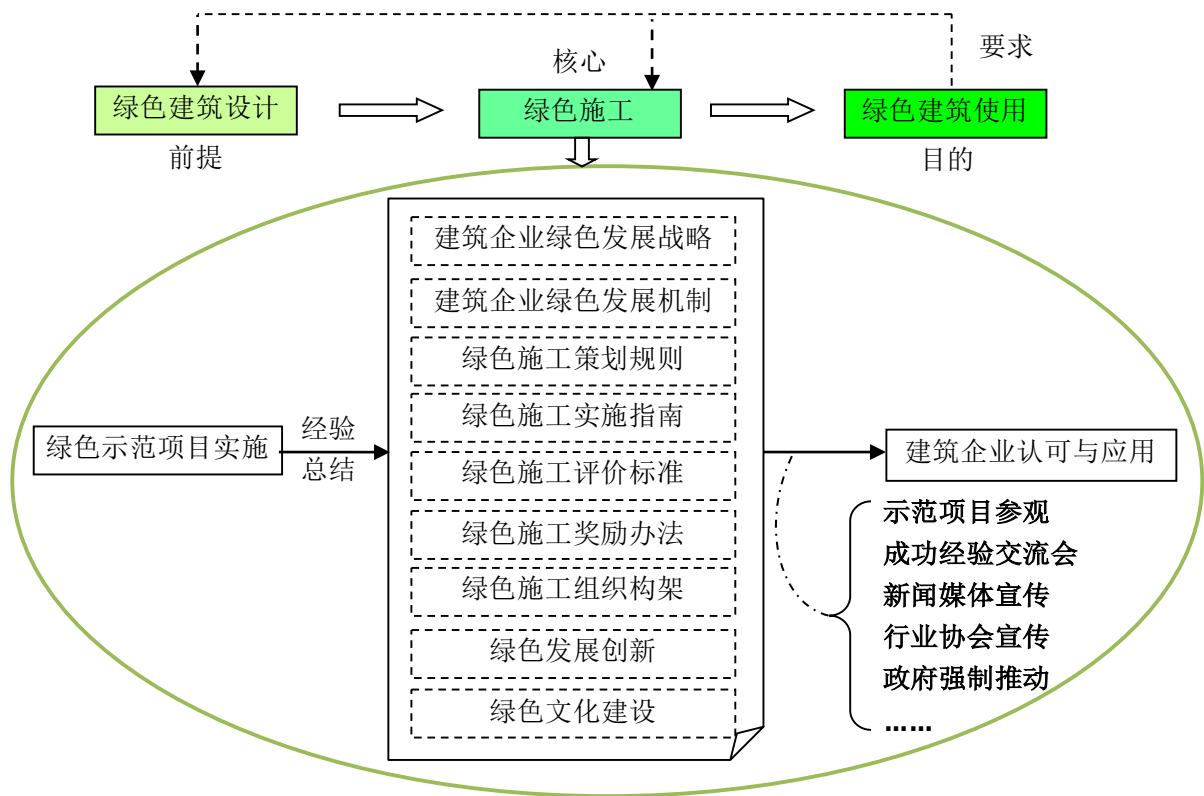 要求
核心
绿色建筑设计
绿色施工
绿色建筑使用
前提
目的
建筑企业绿色发展战略
建筑企业绿色发展机制
绿色施工策划规则
绿色施工实施指南
绿色示范项目实施
经验
总结
绿色施工评价标准
绿色施工奖励办法
绿色施工组织构架
绿色发展创新
绿色文化建设
建筑企业认可与应用
示范项目参观
成功经验交流会
新闻媒体宣传
行业协会宣传
政府强制推动
……